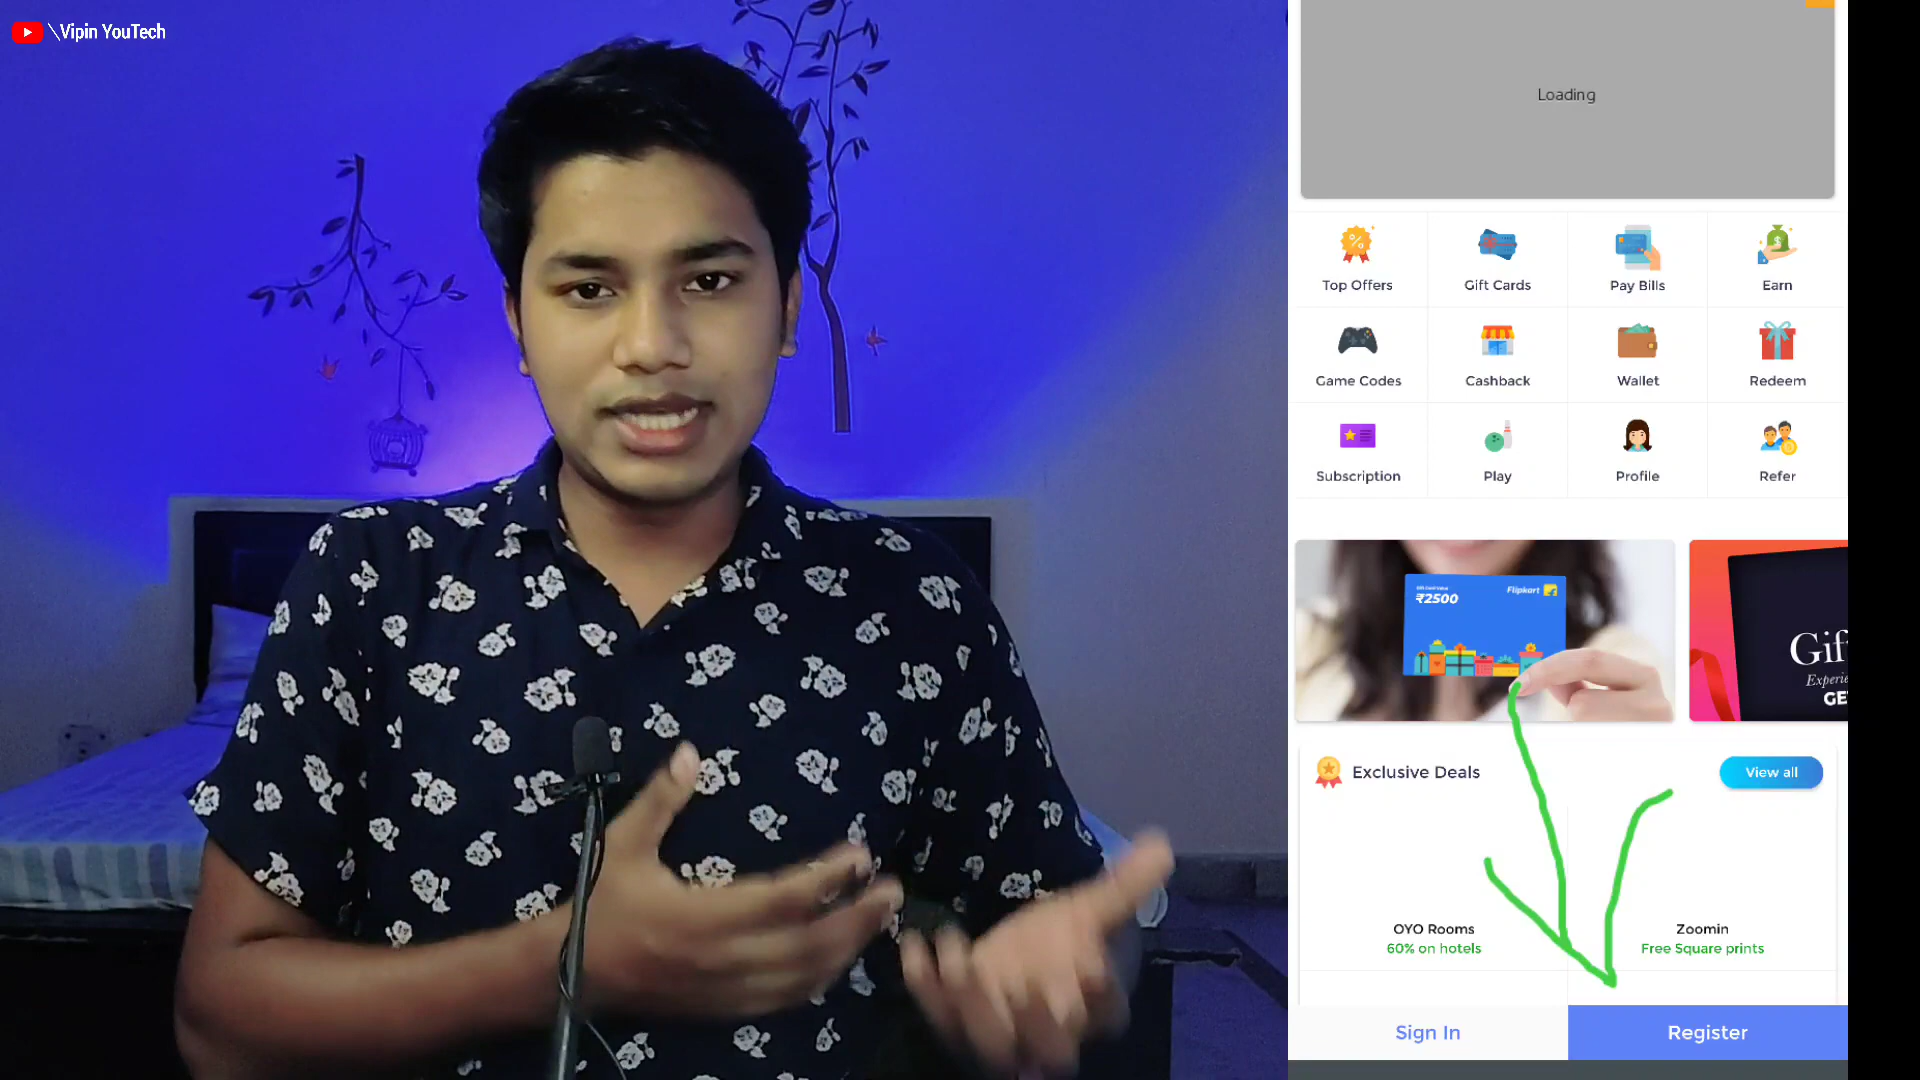 \Vipin YouTech
Loading
Top Offers
Gift Cards
Pay Bills
Earn
Game Codes
Cashback
Wallet
Redeem
Subscription
Play
Profile
Refer
₹2500
Flipkart
Exclusive Deals
View all
OYO Rooms
60% on hotels
Zoomin
Free Square prints
Sign In
Register